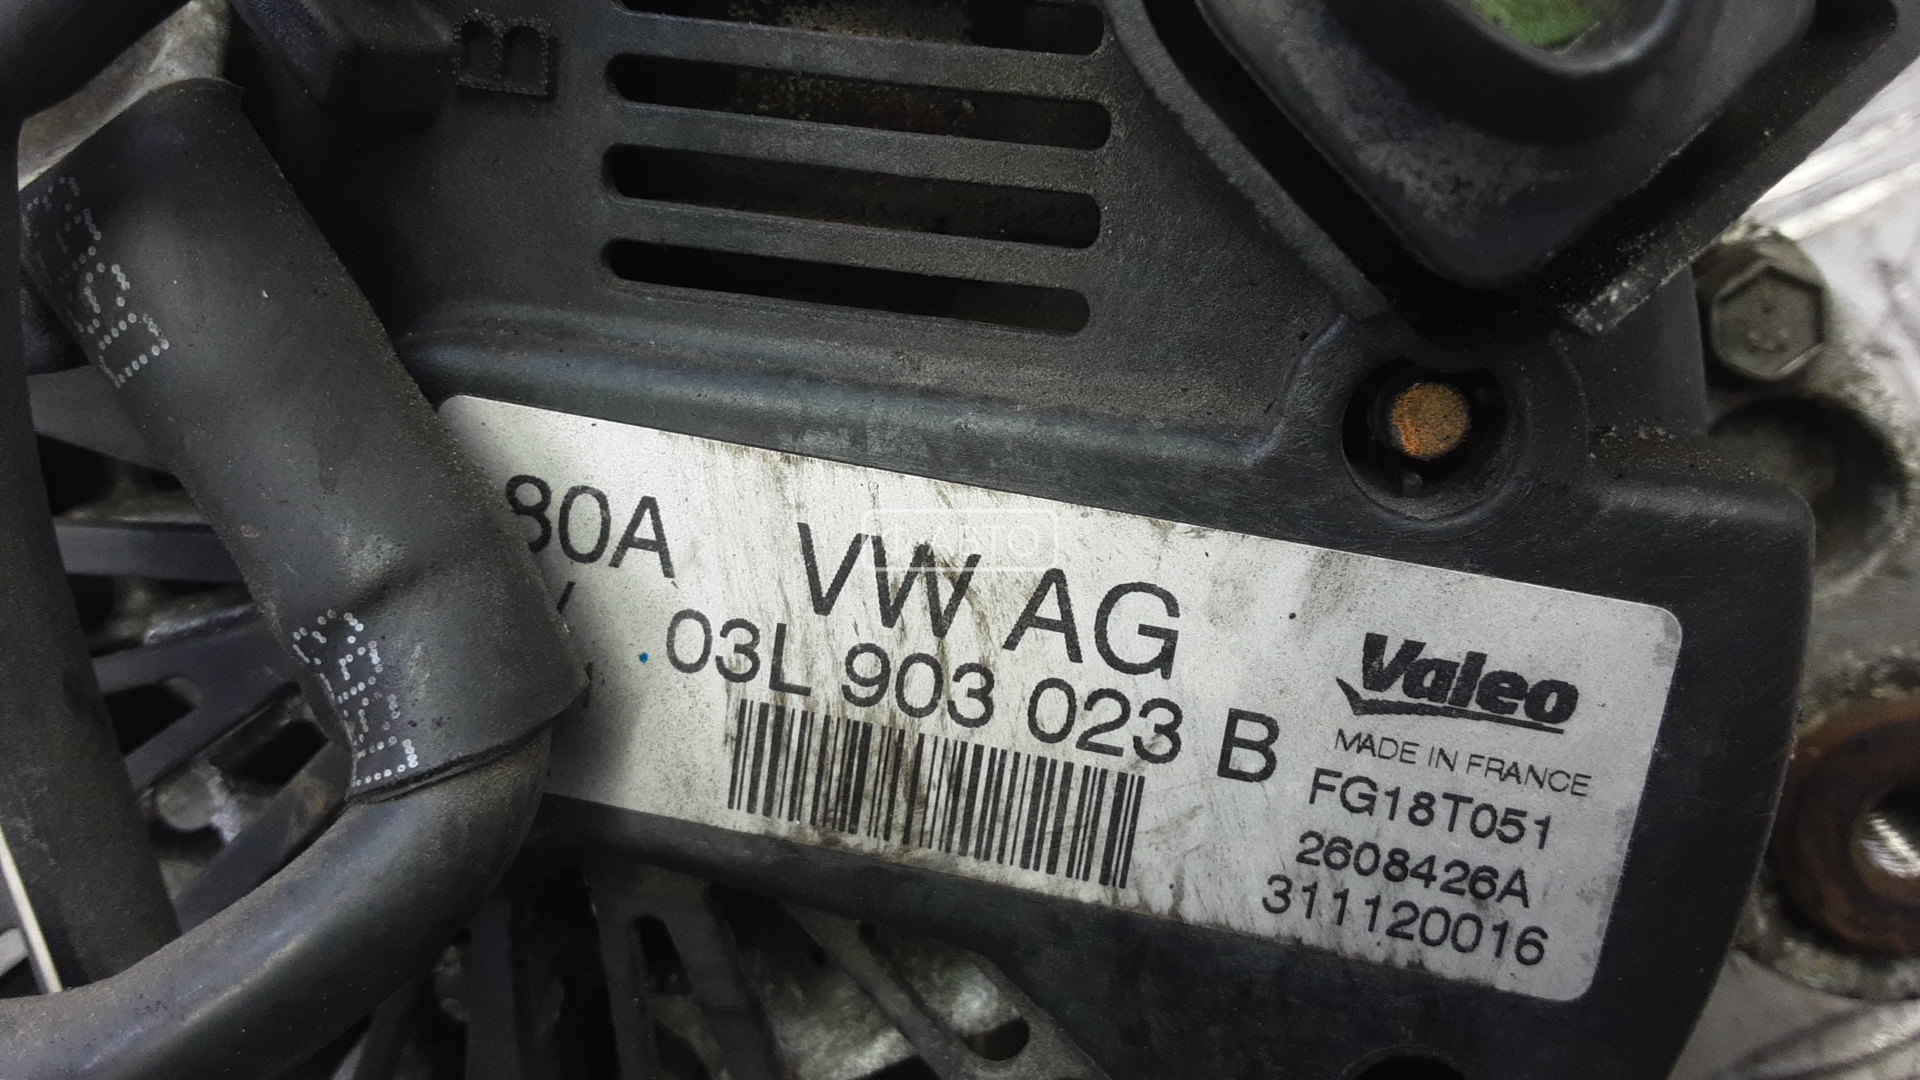 B
80A
VW AG
03L 903 023 B
Valeo
MADE IN FRANCE
FG18T051
2608426A
311120016